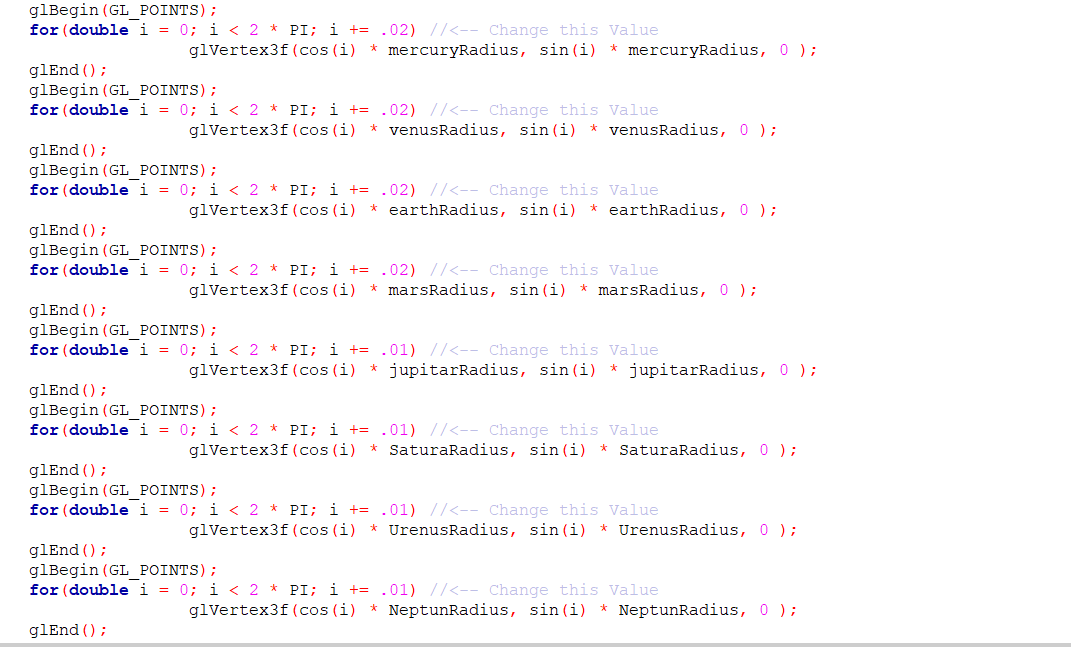 glBegin(GL_POINTS);
for(double i = 0; i < 2 * PI; i += .02) //<-- Change this Value
glVertex3f(cos(i) * mercuryRadius, sin(i) * mercuryRadius, 0 );
glEnd();
glBegin(GL_POINTS);
for(double i = 0; i < 2 * PI; i += .02) //<-- Change this Value
glVertex3f(cos(i) * venusRadius, sin(i) * venusRadius, 0 );
glEnd();
glBegin(GL_POINTS);
for(double i = 0; i < 2 * PI; i += .02) //<-- Change this Value
glVertex3f(cos(i) * earthRadius, sin(i) * earthRadius, 0 );
glEnd();
glBegin(GL_POINTS);
for(double i = 0; i < 2 * PI; i += .02) //<-- Change this Value
glVertex3f(cos(i) * marsRadius, sin(i) * marsRadius, 0 );
glEnd();
glBegin(GL_POINTS);
for(double i = 0; i < 2 * PI; i += .01) //<-- Change this Value
glVertex3f(cos(i) * jupitarRadius, sin(i) * jupitarRadius, 0 );
glEnd();
glBegin(GL_POINTS);
for(double i = 0; i < 2 * PI; i += .01) //<-- Change this Value
glVertex3f(cos(i) * SaturaRadius, sin(i) * SaturaRadius, 0 );
glEnd();
glBegin(GL_POINTS);
for(double i = 0; i < 2 * PI; i += .01) //<-- Change this Value
glVertex3f(cos(i) * UrenusRadius, sin(i) * UrenusRadius, 0 );
glEnd();
glBegin(GL_POINTS);
for(double i = 0; i < 2 * PI; i += .01) //<-- Change this Value
glVertex3f(cos(i) * NeptunRadius, sin(i) * NeptunRadius, 0 );
glEnd();